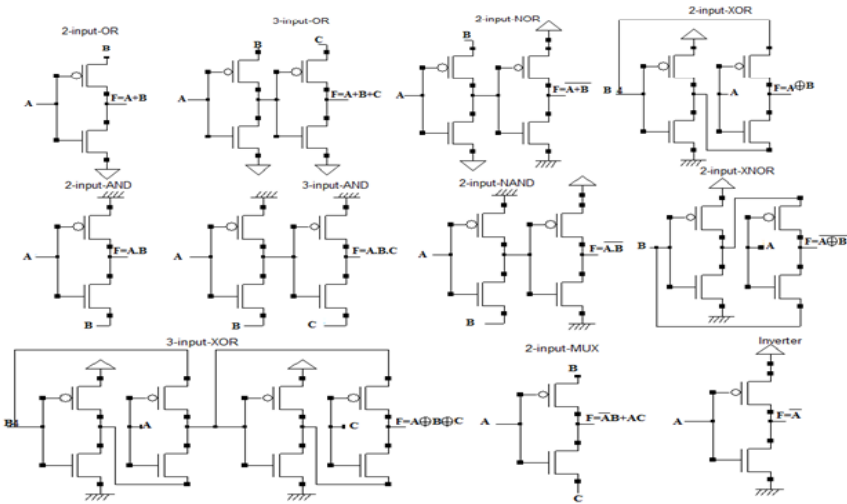 2-input-OR
B
A
F=A+B
3-input-OR
B
C
A
F=A+B+C
2-input-NOR
B
A
F=A̅+̅B̅
2-input-XOR
B
A
F=A⊕B
2-input-AND
A
F=A.B
B
3-input-AND
A
F=A.B.C
B
C
2-input-NAND
A
F=A̅.̅B̅
B
2-input-XNOR
B
A
F=A̅⊕̅B̅
3-input-XOR
A
C
F=A⊕B⊕C
2-input-MUX
B
A
F=A̅B+AC
C
Inverter
A
F=A̅